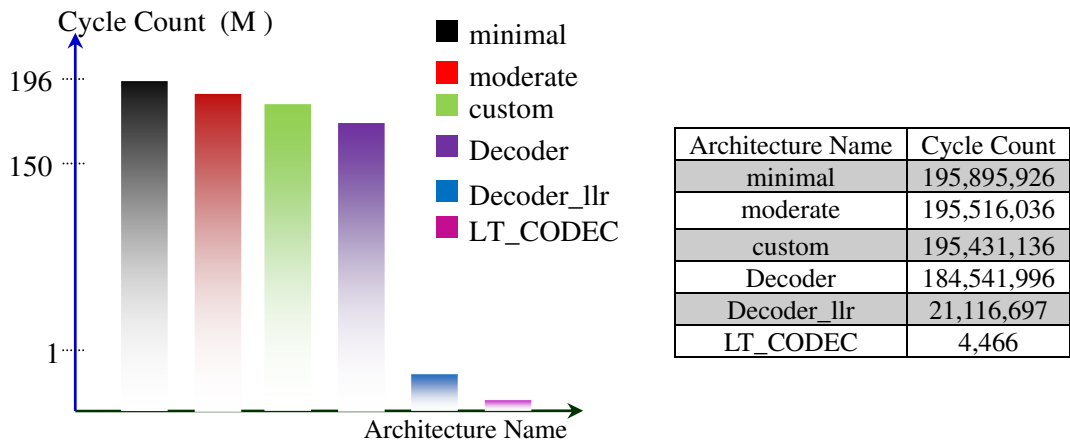 Cycle Count (M )
196
150
1
Architecture Name
minimal
moderate
custom
Decoder
Decoder_llr
LT_CODEC
Architecture Name Cycle Count
minimal 195,895,926
moderate 195,516,036
custom 195,431,136
Decoder 184,541,996
Decoder_llr 21,116,697
LT_CODEC 4,466